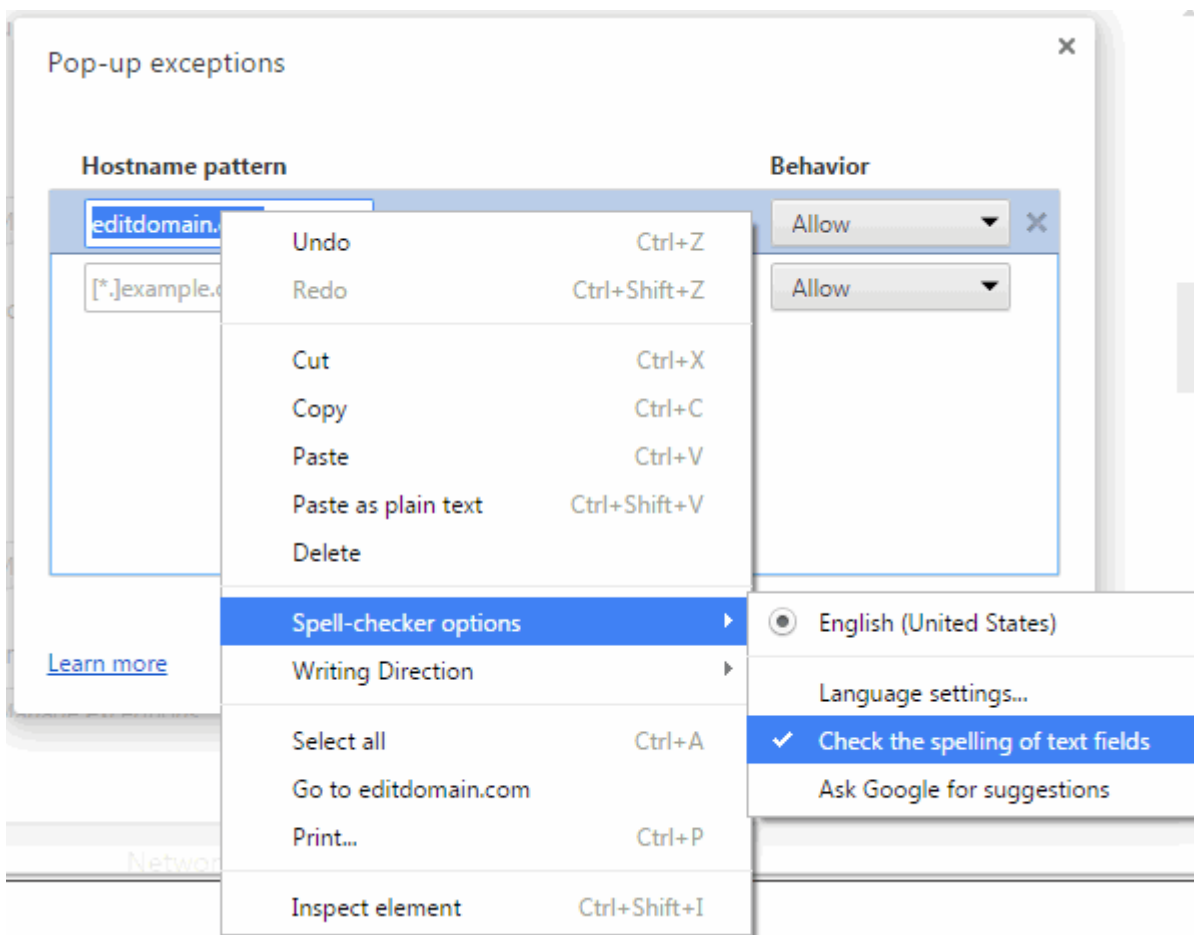 Pop-up exceptions
Hostname pattern Behavior
editdomain. Allow
[*.]example. Allow
Undo Ctrl+Z
Redo Ctrl+Shift+Z
Cut Ctrl+X
Copy Ctrl+C
Paste Ctrl+V
Paste as plain text Ctrl+Shift+V
Delete
Spell-checker options
English (United States)
Learn more
Writing Direction
Language settings...
Select all Ctrl+A
Check the spelling of text fields
Go to editdomain.com
Ask Google for suggestions
Print... Ctrl+P
Networ
Inspect element Ctrl+Shift+I